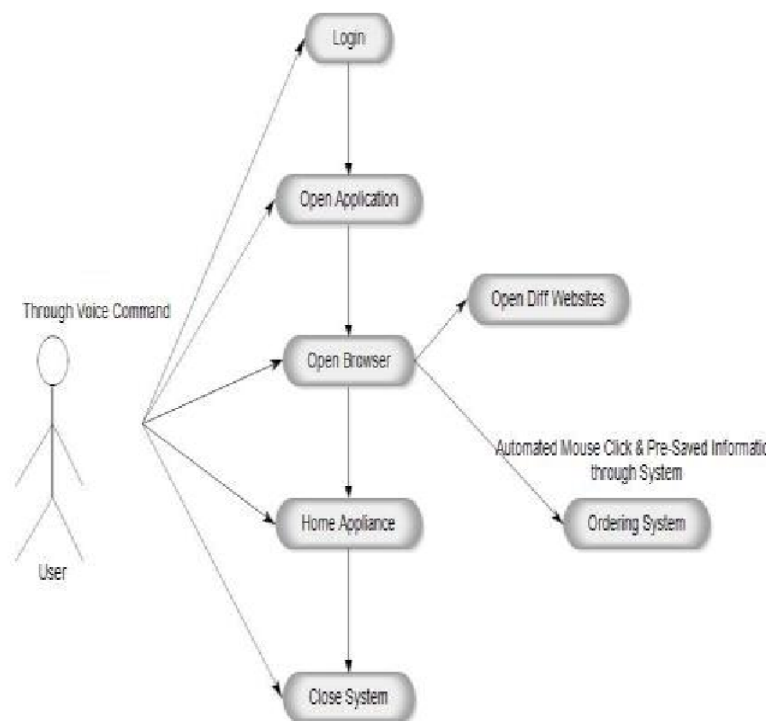 Login
Open Application
Through Voice Command
Open Diff Websites
Open Browser
Automated Mouse Click & Pre-Saved Informatio
through System
Home Appliance
Ordering System
User
Close System